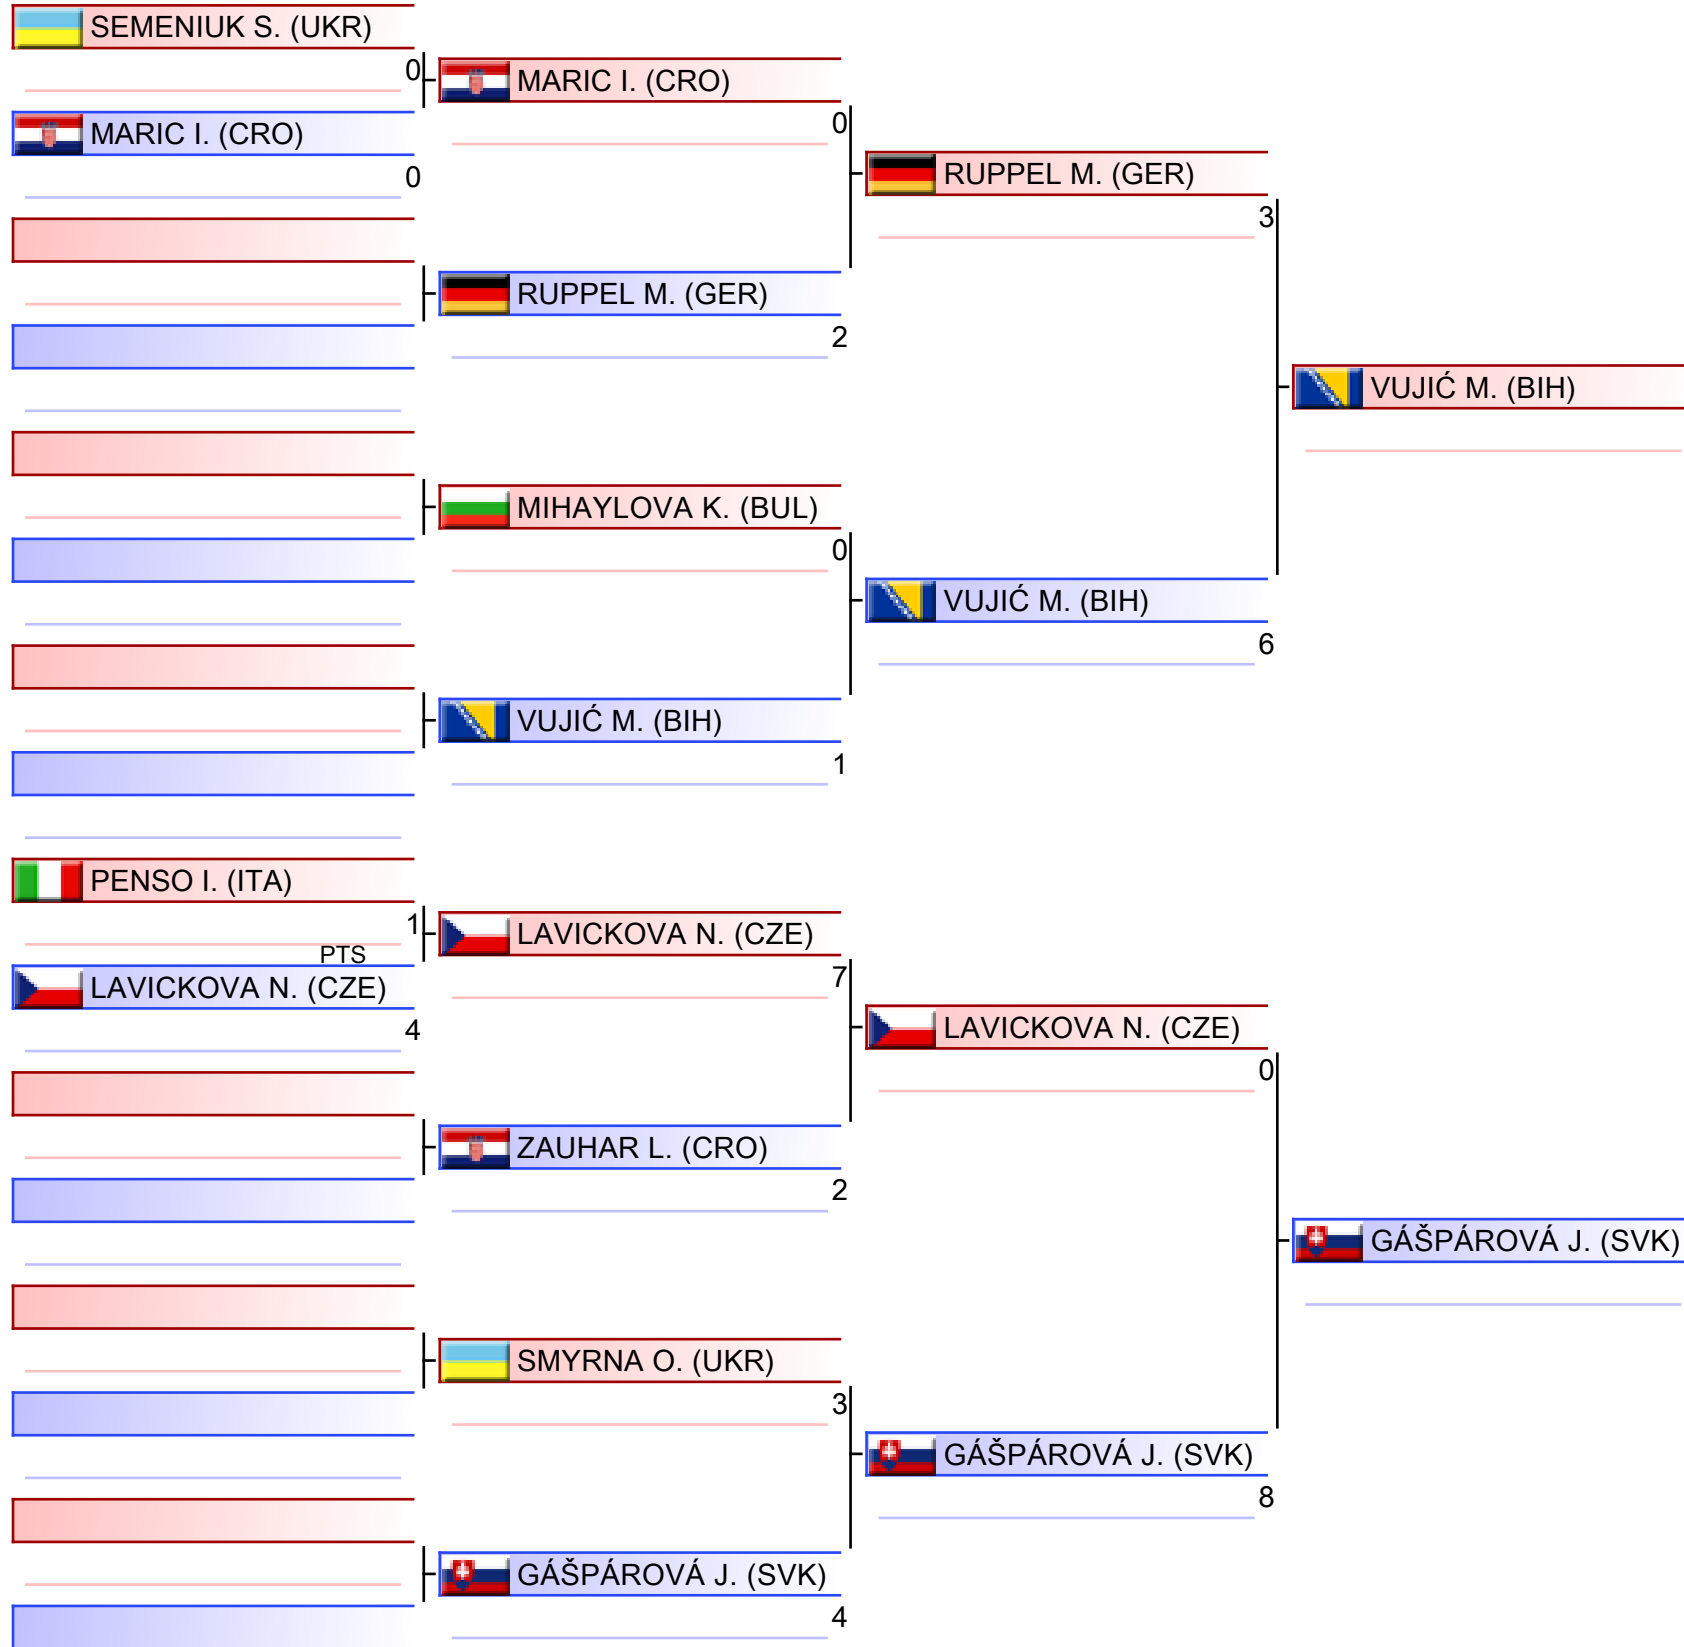 SEMENIUK S. (UKR)
0
MARIC I. (CRO)
MARIC I. (CRO)
0
0
RUPPEL M. (GER)
3
RUPPEL M. (GER)
2
VUJIĆ M. (BIH)
MIHAYLOVA K. (BUL)
0
VUJIĆ M. (BIH)
6
VUJIĆ M. (BIH)
1
PENSO I. (ITA)
1
PTS
LAVICKOVA N. (CZE)
LAVICKOVA N. (CZE)
4
7
LAVICKOVA N. (CZE)
0
ZAUHAR L. (CRO)
2
GÁŠPÁROVÁ J. (SVK)
SMYRNA O. (UKR)
3
GÁŠPÁROVÁ J. (SVK)
8
GÁŠPÁROVÁ J. (SVK)
4